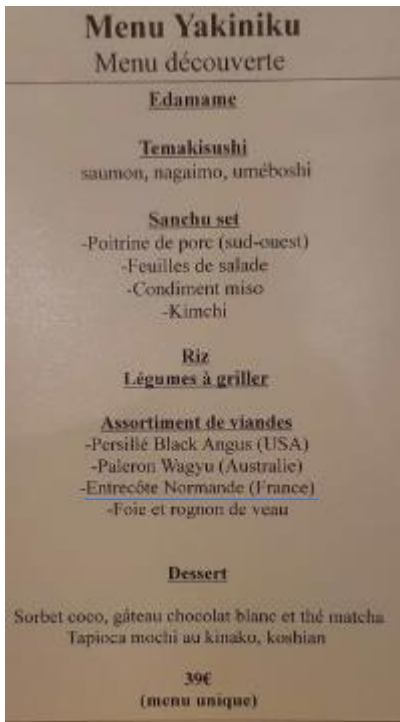 Menu Yakiniku
Menu découverte
Edamame
Temakisushi
saumon, nagaimo, uméboshi
Sanchu set
-Poitrine de porc (sud-ouest)
-Feuilles de salade
-Condiment miso
-Kimchi
Riz
Légumes à griller
Assortiment de viandes
-Persillé Black Angus (USA)
-Paleron Wagyu (Australie)
-Entrecôte Normande (France)
-Foie et rognon de veau
Dessert
Sorbet coco, gâteau chocolat blanc et thé matcha
Tapioca mochi au kinako, koshian
39€
(menu unique)